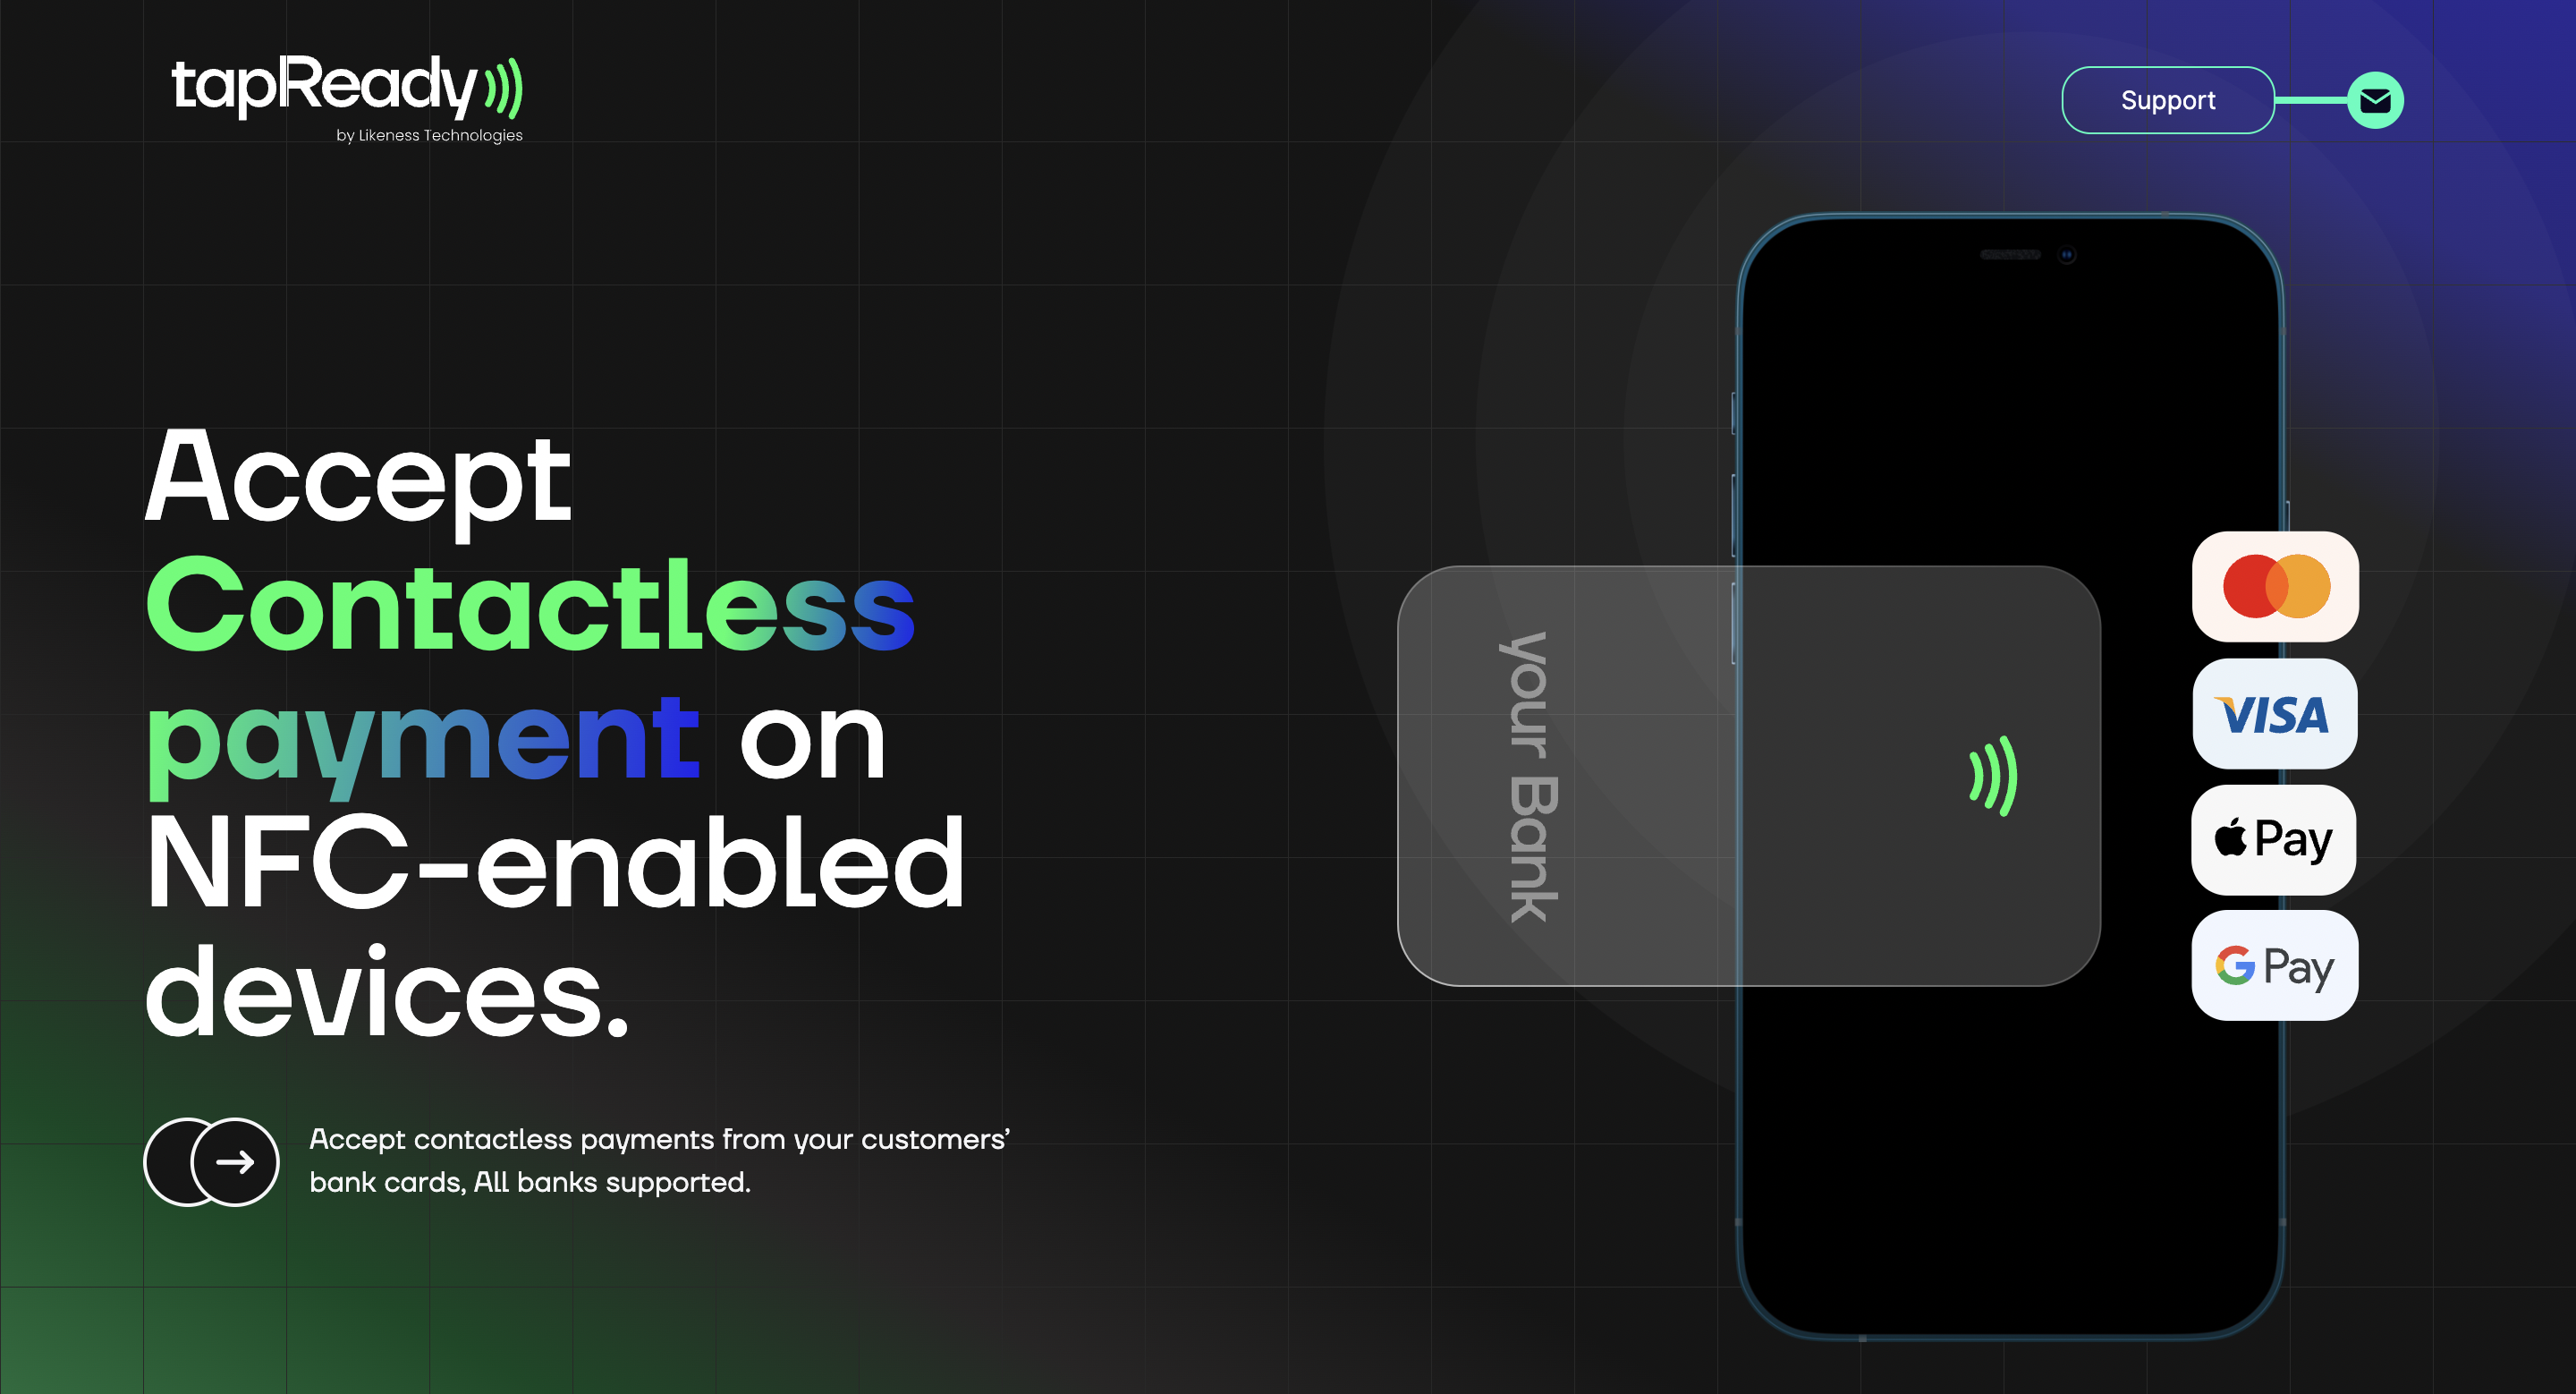 tapReady
by Likeness Technologies
Support
Accept
Contactless
payment on
NFC-enabled
devices.
Accept contactless payments from your customers’
bank cards, All banks supported.
your Bank
VISA
Pay
G Pay